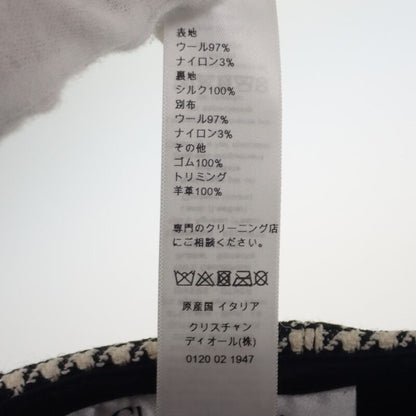 表地
ウール97%
ナイロン3%
裏地
シルク100%
別布
ウール97%
ナイロン3%
その他
ゴム100%
トリミング
羊革100%
専門のクリーニング店
にご相談ください。
原産国 イタリア
クリスチャン
ディオール(株)
0120 02 1947